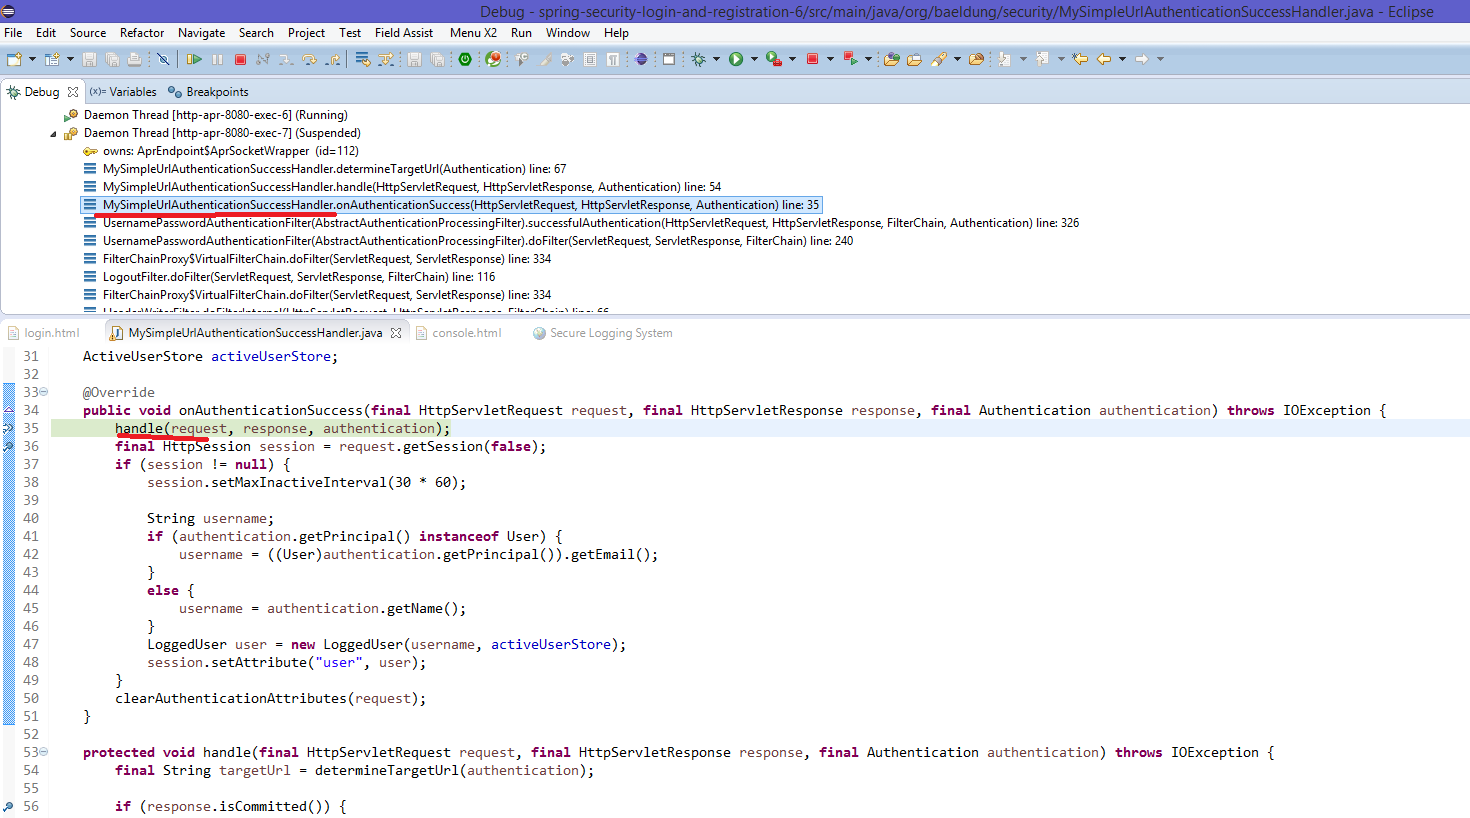 Debug - spring-security-login-and-registration-6/src/main/java/org/baeldung/security/MySimpleUrlAuthenticationSuccessHandler.java - Eclipse
File Edit Source Refactor Navigate Search Project Test Field Assist Menu X2 Run Window Help
Debug (x)= Variables Breakpoints
Daemon Thread [http-apr-8080-exec-6] (Running)
Daemon Thread [http-apr-8080-exec-7] (Suspended)
owns: AprEndpoint$AprSocketWrapper (id=112)
MySimpleUrlAuthenticationSuccessHandler.determineTargetUrl(Authentication) line: 67
MySimpleUrlAuthenticationSuccessHandler.handle(HttpServletRequest, HttpServletResponse, Authentication) line: 54
MySimpleUrlAuthenticationSuccessHandler.onAuthenticationSuccess(HttpServletRequest, HttpServletResponse, Authentication) line: 35
UsernamePasswordAuthenticationFilter(AbstractAuthenticationProcessingFilter).successfulAuthentication(HttpServletRequest, HttpServletResponse, FilterChain, Authentication) line: 326
UsernamePasswordAuthenticationFilter(AbstractAuthenticationProcessingFilter).doFilter(ServletRequest, ServletResponse, FilterChain) line: 240
FilterChainProxy$VirtualFilterChain.doFilter(ServletRequest, ServletResponse) line: 334
LogoutFilter.doFilter(ServletRequest, ServletResponse, FilterChain) line: 116
FilterChainProxy$VirtualFilterChain.doFilter(ServletRequest, ServletResponse) line: 334
HeaderWriterFilter.doFilterInternal(HttpServletRequest, HttpServletResponse, FilterChain) line: 66
login.html MySimpleUrlAuthenticationSuccessHandler.java console.html Secure Logging System
31 ActiveUserStore activeUserStore;
32
33 @Override
34 public void onAuthenticationSuccess(final HttpServletRequest request, final HttpServletResponse response, final Authentication authentication) throws IOException {
35 handle(request, response, authentication);
36 final HttpSession session = request.getSession(false);
37 if (session != null) {
38 session.setMaxInactiveInterval(30 * 60);
39
40 String username;
41 if (authentication.getPrincipal() instanceof User) {
42 username = ((User)authentication.getPrincipal()).getEmail();
43 }
44 else {
45 username = authentication.getName();
46 }
47 LoggedUser user = new LoggedUser(username, activeUserStore);
48 session.setAttribute("user", user);
49 }
50 clearAuthenticationAttributes(request);
51 }
52
53 protected void handle(final HttpServletRequest request, final HttpServletResponse response, final Authentication authentication) throws IOException {
54 final String targetUrl = determineTargetUrl(authentication);
55
56 if (response.isCommitted()) {